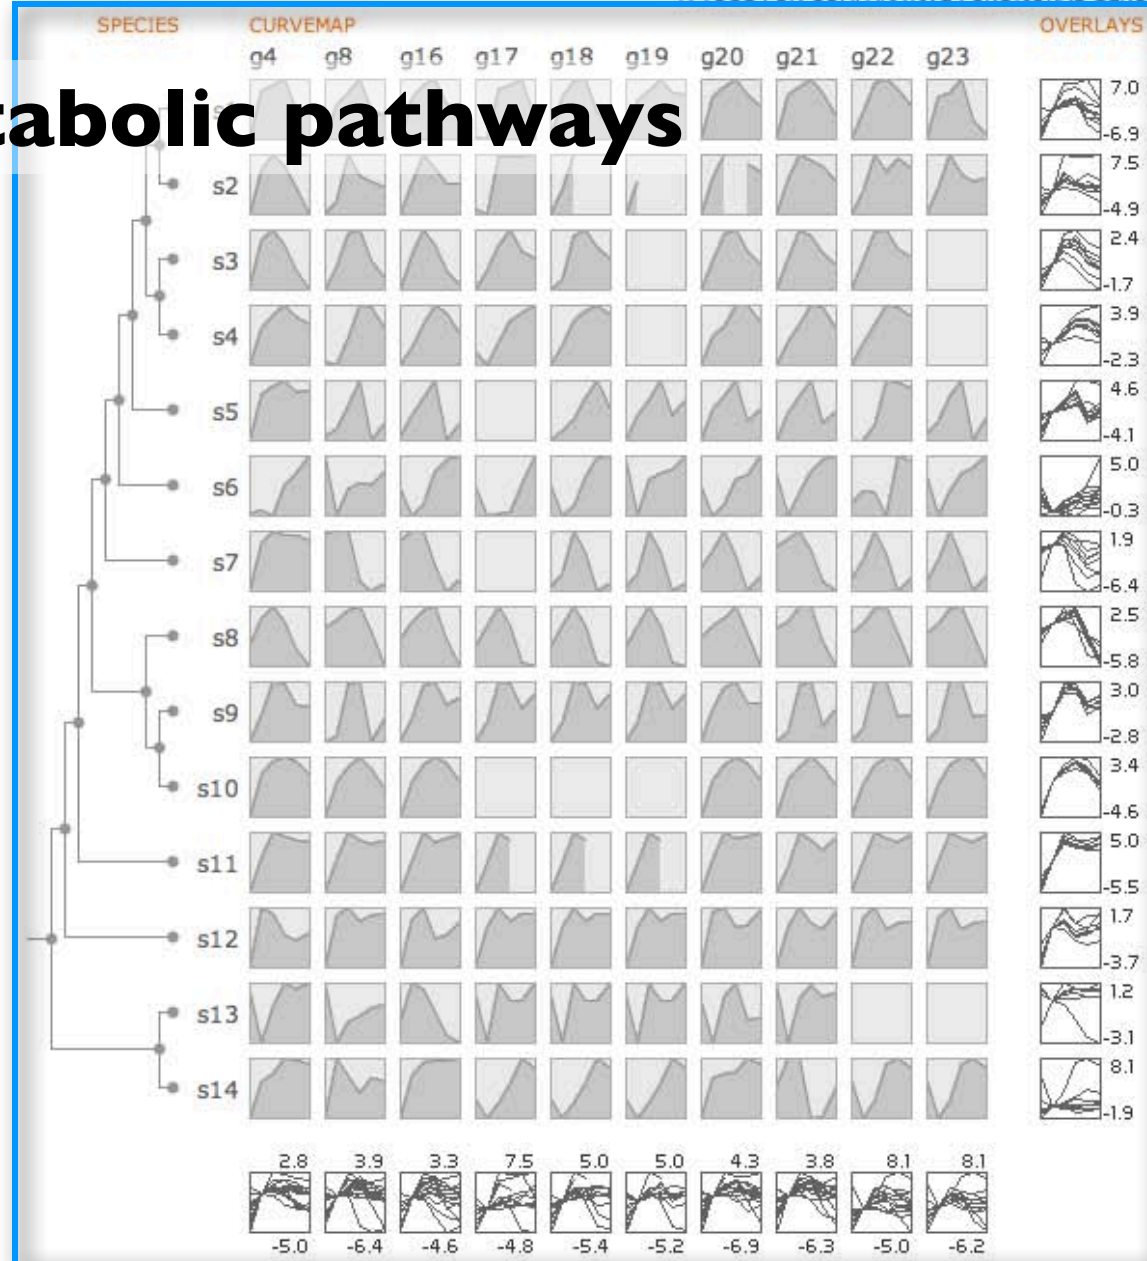 SPECIES CURVEMAP OVERLAYS
g4 g8 g16 g17 g18 g19 g20 g21 g22 g23
tabolic pathways
7.0
-6.9
s2 7.5
-4.9
s3 2.4
-1.7
s4 3.9
-2.3
s5 4.6
-4.1
s6 5.0
-0.3
s7 1.9
-6.4
s8 2.5
-5.8
s9 3.0
-2.8
s10 3.4
-4.6
s11 5.0
-5.5
s12 1.7
-3.7
s13 1.2
-3.1
s14 8.1
-1.9
2.8 3.9 3.3 7.5 5.0 5.0 4.3 3.8 8.1 8.1
-5.0 -6.4 -4.6 -4.8 -5.4 -5.2 -6.9 -6.3 -5.0 -6.2